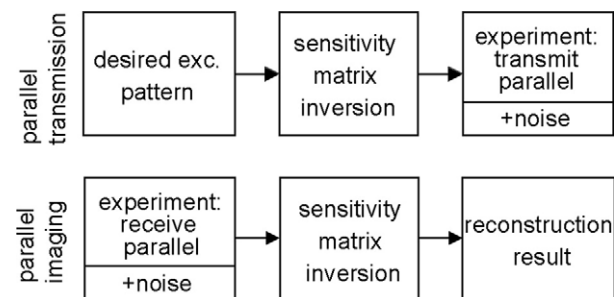 parallel
transmission
desired exc.
pattern
sensitivity
matrix
inversion
experiment:
transmit
parallel
+noise
parallel
imaging
experiment:
receive
parallel
+noise
sensitivity
matrix
inversion
reconstruction
result